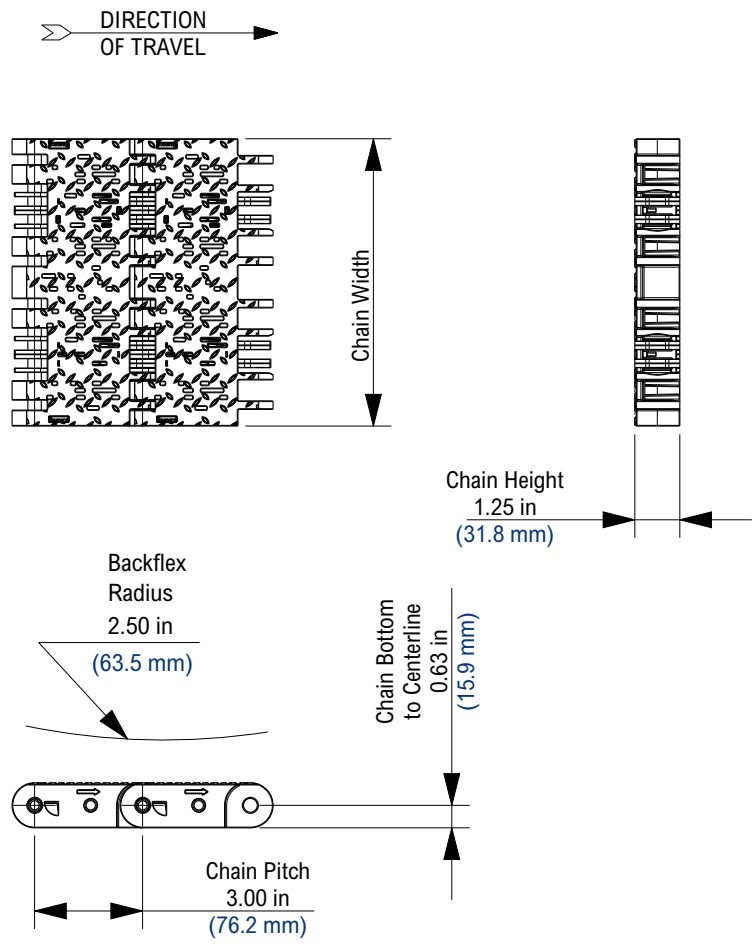 DIRECTION
OF TRAVEL
Chain Width
Chain Height
1.25 in
(31.8 mm)
Backflex
Radius
2.50 in
(63.5 mm)
Chain Bottom
to Centerline
0.63 in
(15.9 mm)
Chain Pitch
3.00 in
(76.2 mm)